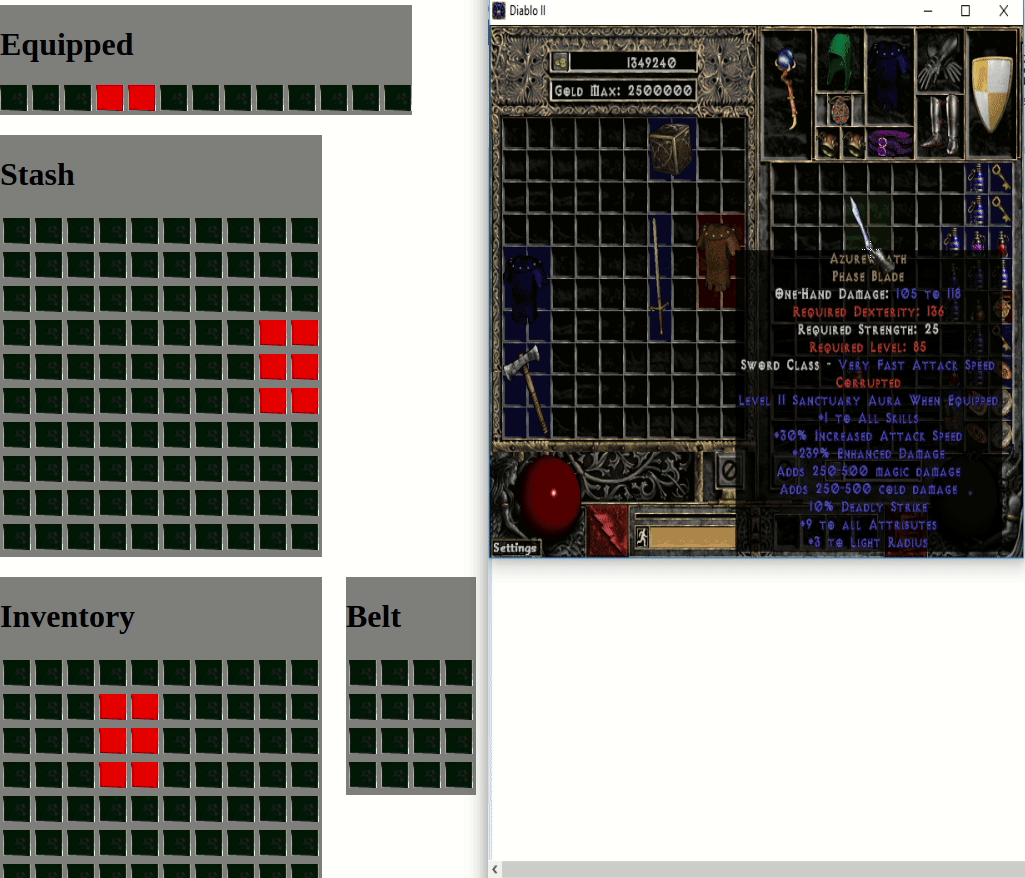 Equipped
Stash
Inventory
Belt
Diablo II
1349240
Gold Max: 2500000
Phase Blade
One-Hand Damage: 105 to 118
Required Dexterity: 136
Required Strength: 25
Required Level: 85
Sword Class - Very Fast Attack Speed
Corrupted
Level 11 Sanctuary Aura When Equipped
+1 to All Skills
+30% Increased Attack Speed
+239% Enhanced Damage
Adds 250-500 magic damage
Adds 250-500 cold damage
10% Deadly Strike
+9 to all Attributes
+3 to Light Radius
Settings